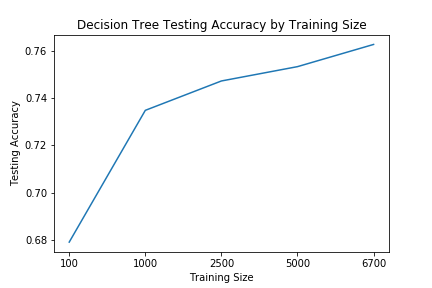 Decision Tree Testing Accuracy by Training Size
0.76
0.74
0.72
0.70
0.68
Testing Accuracy
100 1000 2500 5000 6700
Training Size